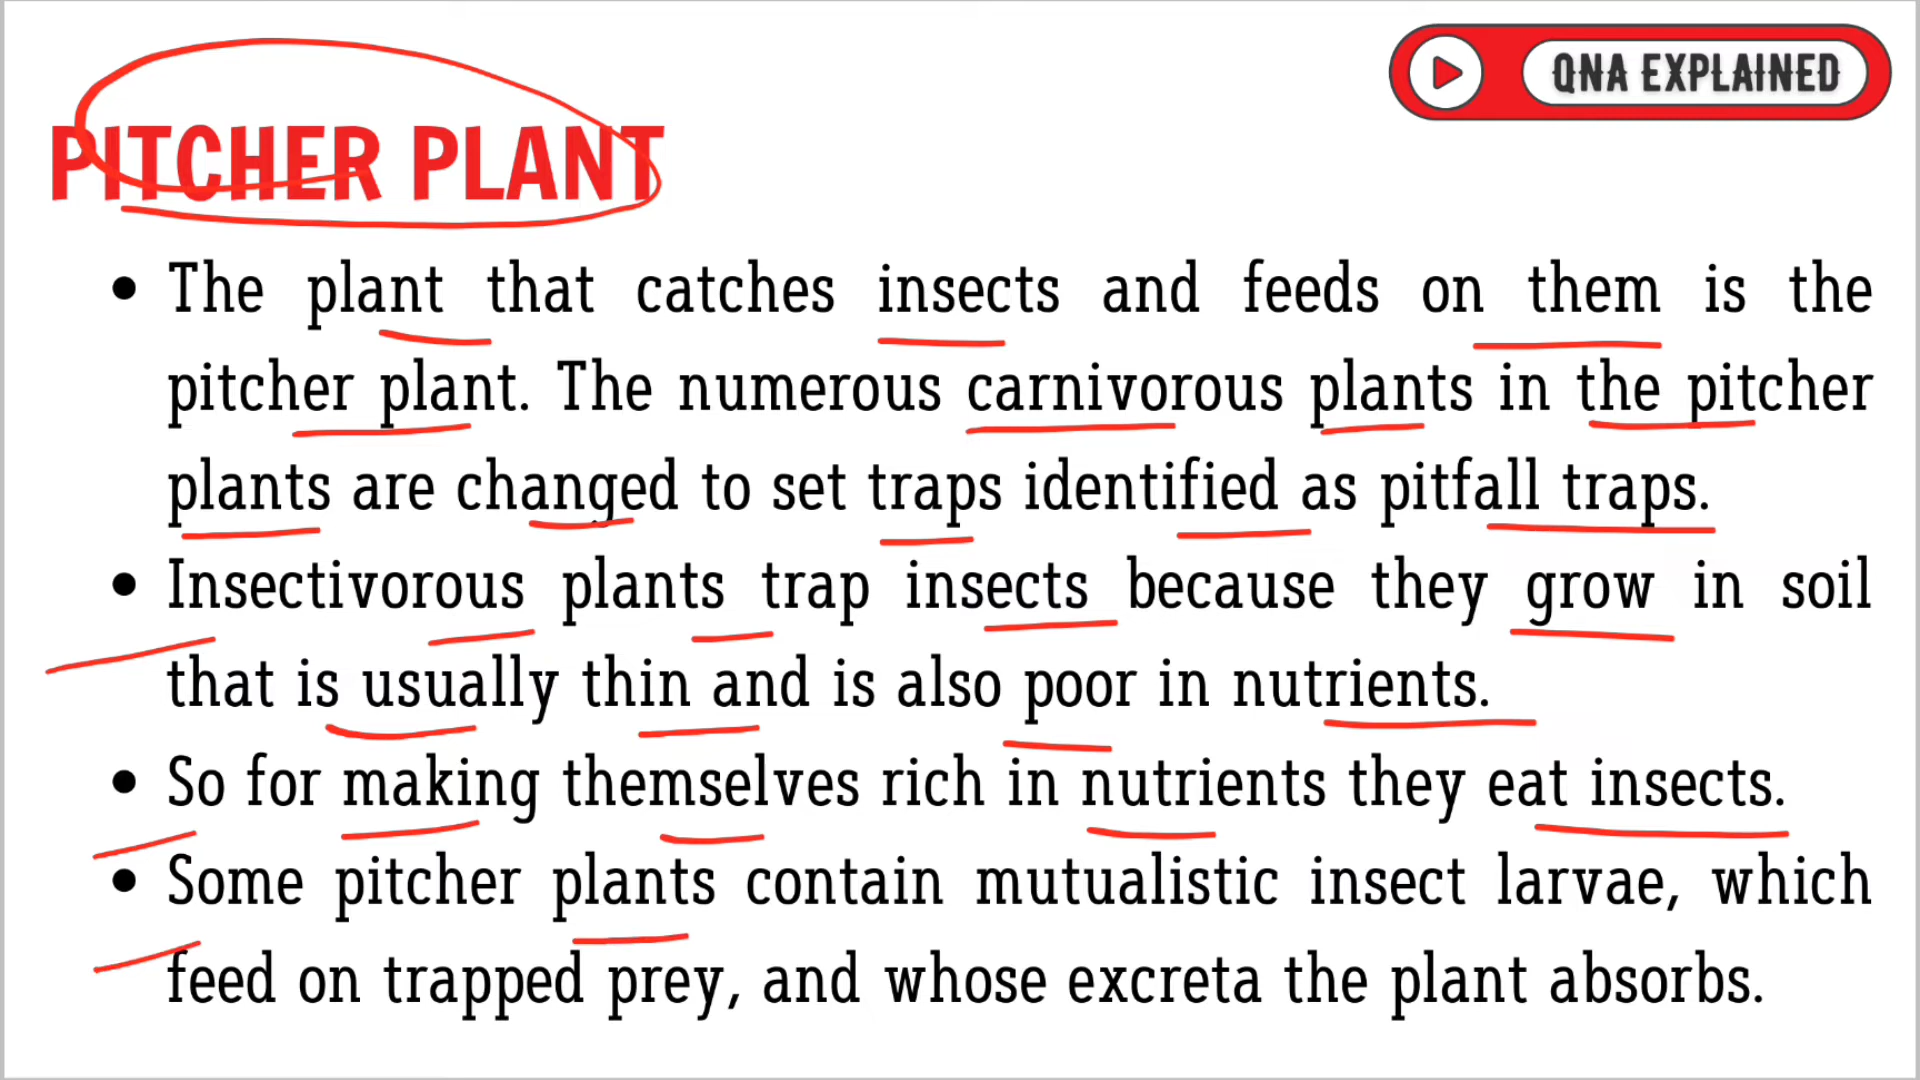 QNA EXPLAINED
PITCHER PLANT
• The plant that catches insects and feeds on them is the
pitcher plant. The numerous carnivorous plants in the pitcher
plants are changed to set traps identified as pitfall traps.
• Insectivorous plants trap insects because they grow in soil
that is usually thin and is also poor in nutrients.
• So for making themselves rich in nutrients they eat insects.
• Some pitcher plants contain mutualistic insect larvae, which
feed on trapped prey, and whose excreta the plant absorbs.